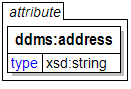 attribute
ddms:address
type xsd:string